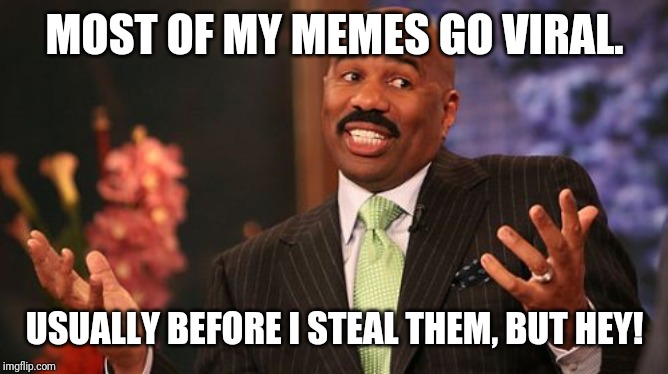 MOST OF MY MEMES GO VIRAL.
USUALLY BEFORE I STEAL THEM, BUT HEY!
imgflip.com